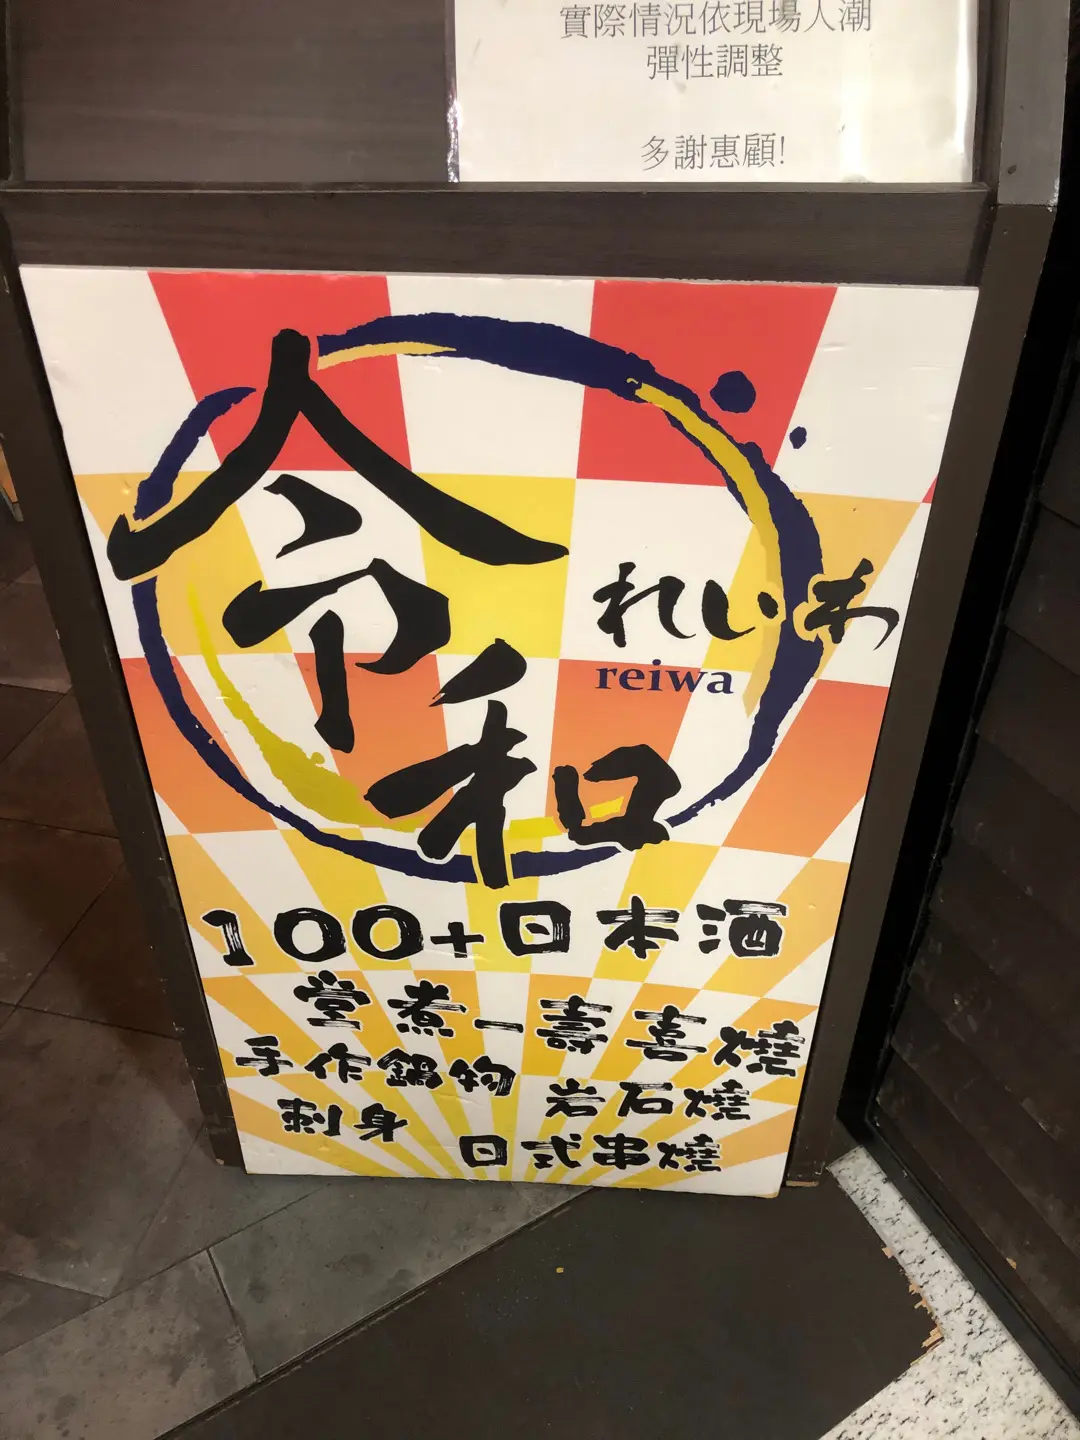 實際情況依現場人潮
彈性調整
多謝惠顧!
令和
れいわ
reiwa
100+日本酒
堂煮-壽喜燒
手作鍋物
岩石燒
刺身
日式串燒